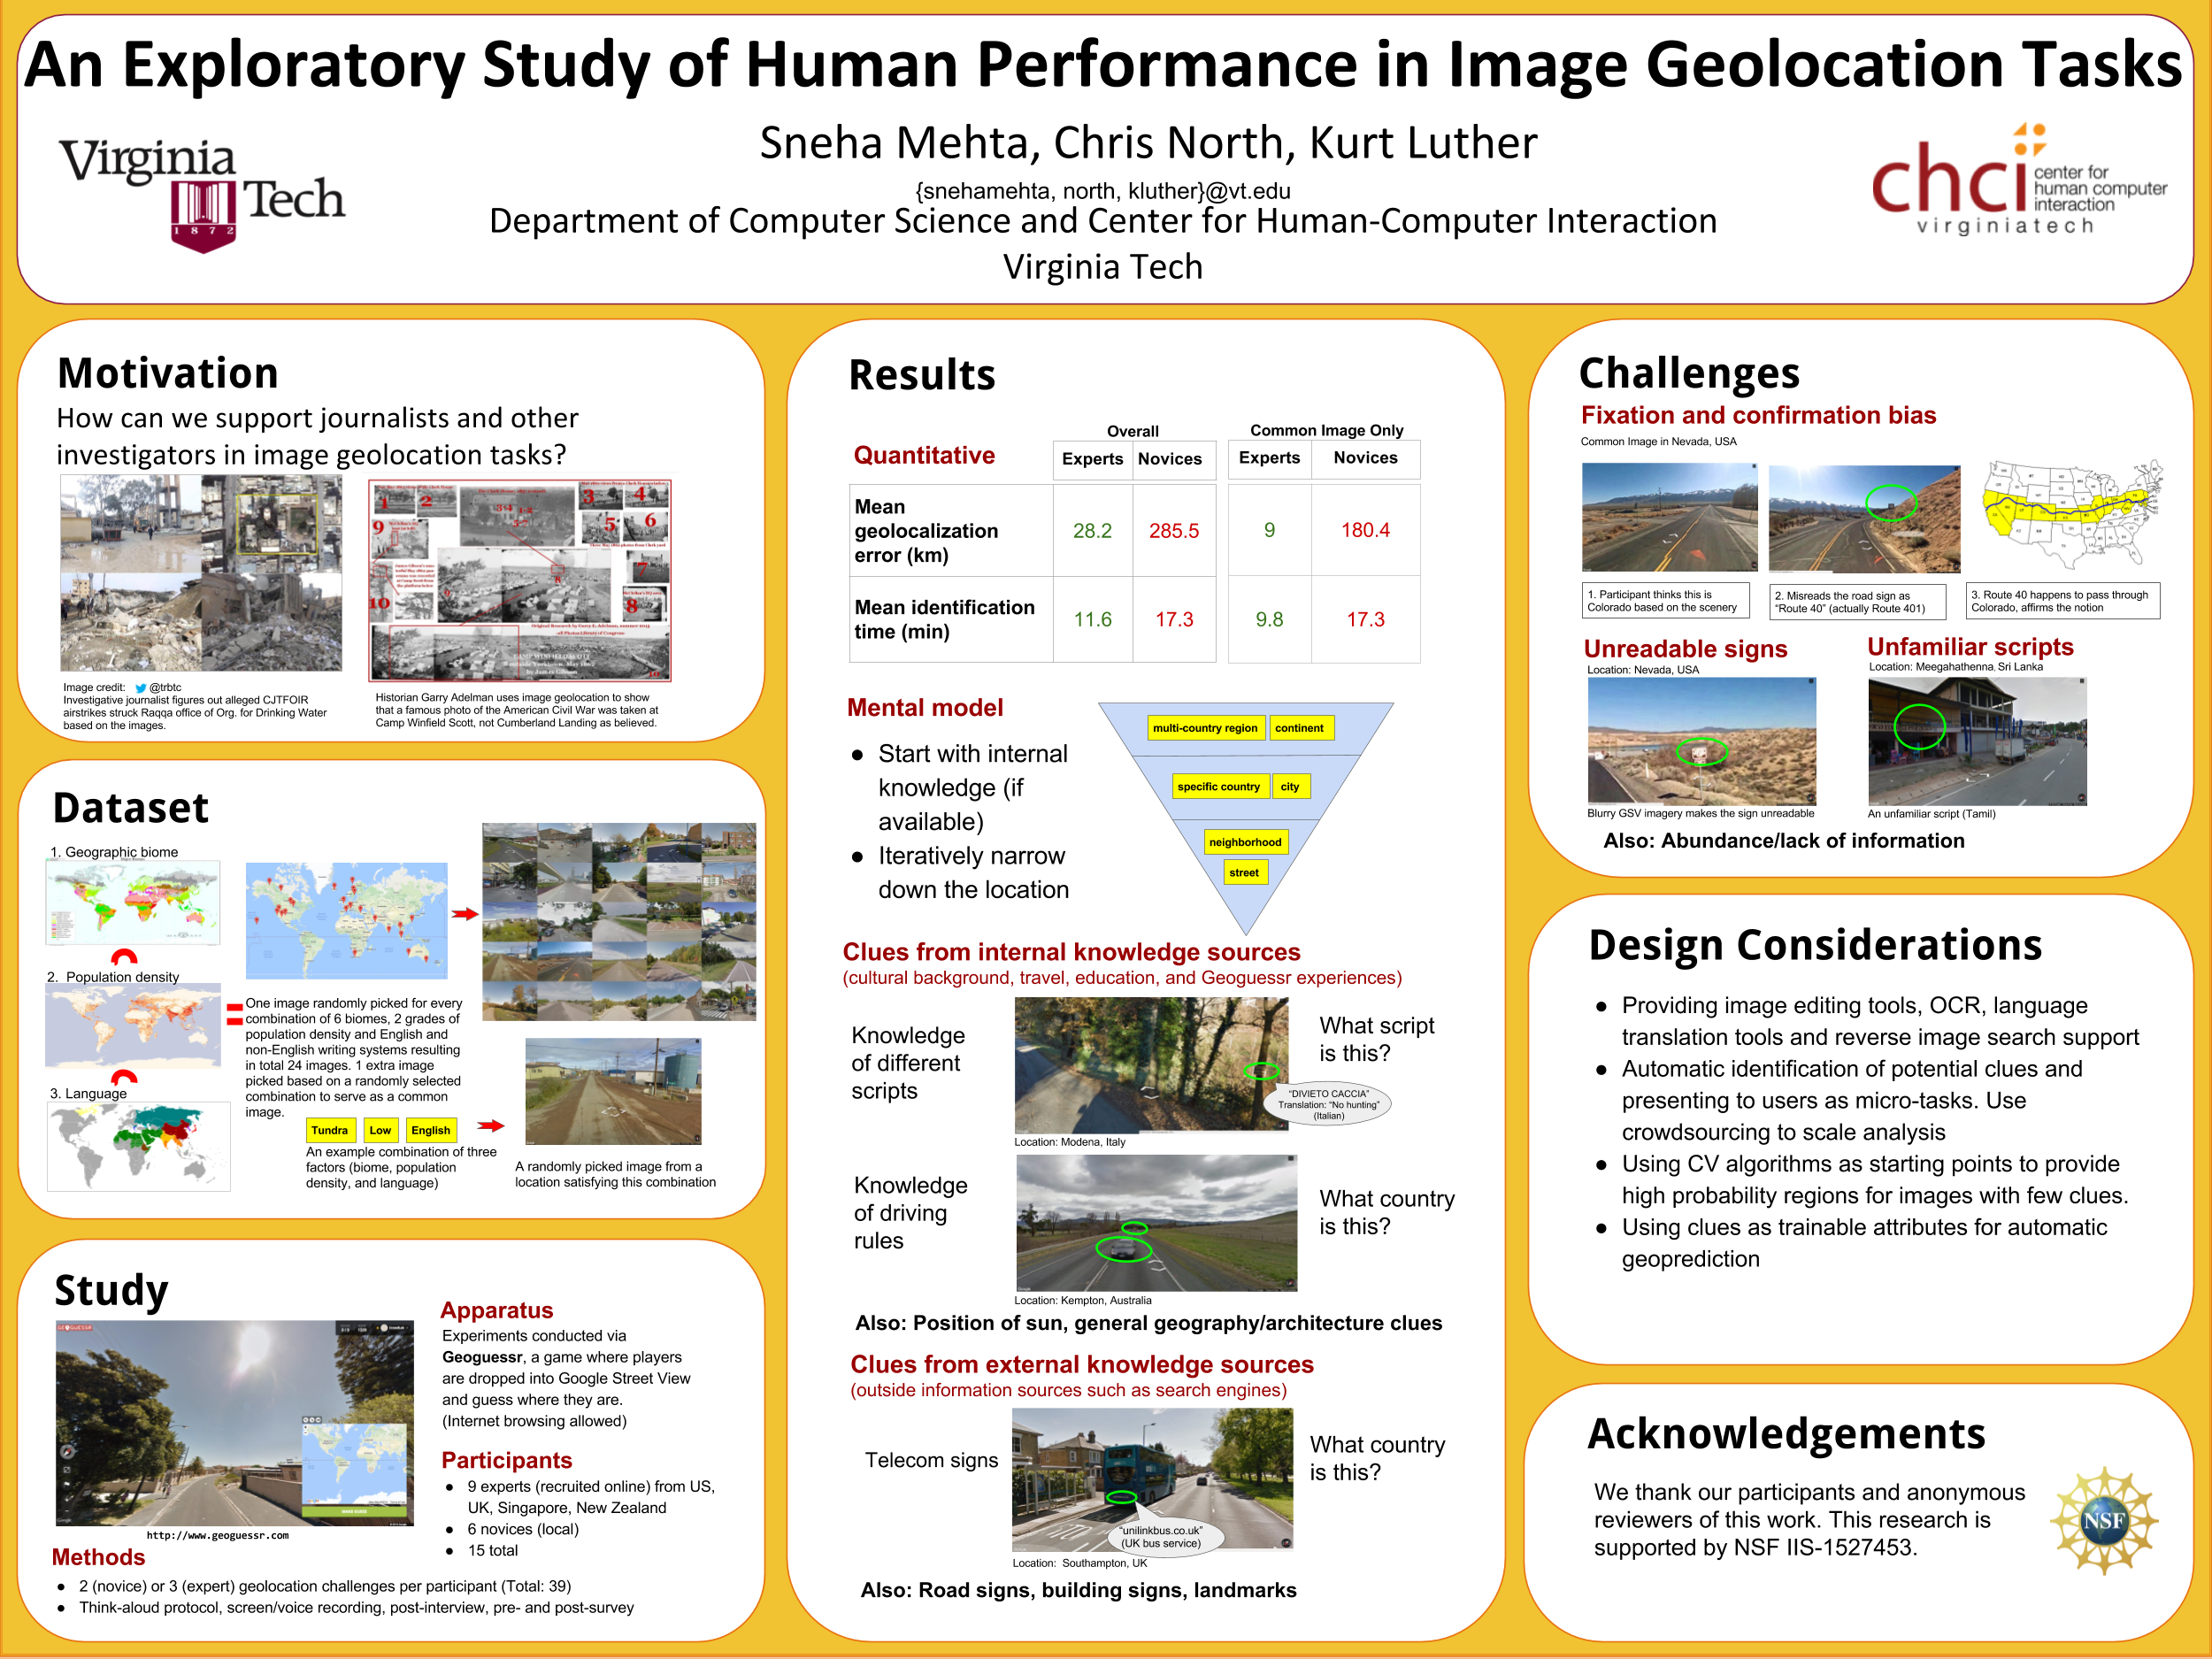 An Exploratory Study of Human Performance in Image Geolocation Tasks
Sneha Mehta, Chris North, Kurt Luther
{snehamehta, north, kluther}@vt.edu
Department of Computer Science and Center for Human-Computer Interaction
Virginia Tech
Virginia
Tech
1872
chci
center for
human computer
interaction
virginiatech
Motivation
How can we support journalists and other
investigators in image geolocation tasks?
Image credit: @trbtc
Investigative journalist figures out alleged CJTFOIR
airstrikes struck Raqqa office of Org. for Drinking Water
based on the images.
1
2
3
4
5
6
7
8
9
10
Historian Garry Adelman uses image geolocation to show
that a famous photo of the American Civil War was taken at
Camp Winfield Scott, not Cumberland Landing as believed.
Dataset
1. Geographic biome
2. Population density
3. Language
One image randomly picked for every
combination of 6 biomes, 2 grades of
population density and English and
non-English writing systems resulting
in total 24 images. 1 extra image
picked based on a randomly selected
combination to serve as a common
image.
Tundra Low English
An example combination of three
factors (biome, population
density, and language)
A randomly picked image from a
location satisfying this combination
Study
http://www.geoguessr.com
Apparatus
Experiments conducted via
Geoguessr, a game where players
are dropped into Google Street View
and guess where they are.
(Internet browsing allowed)
Participants
● 9 experts (recruited online) from US,
UK, Singapore, New Zealand
● 6 novices (local)
● 15 total
Methods
● 2 (novice) or 3 (expert) geolocation challenges per participant (Total: 39)
● Think-aloud protocol, screen/voice recording, post-interview, pre- and post-survey
Results
Overall Common Image Only
Quantitative Experts Novices Experts Novices
Mean
geolocalization
error (km)
28.2 285.5 9 180.4
Mean identification
time (min)
11.6 17.3 9.8 17.3
Mental model
● Start with internal
knowledge (if
available)
● Iteratively narrow
down the location
multi-country region continent
specific country city
neighborhood
street
Clues from internal knowledge sources
(cultural background, travel, education, and Geoguessr experiences)
Knowledge
of different
scripts
What script
is this?
"DIVIETO CACCIA"
Translation: "No hunting"
(Italian)
Location: Modena, Italy
Knowledge
of driving
rules
What country
is this?
Location: Kempton, Australia
Also: Position of sun, general geography/architecture clues
Clues from external knowledge sources
(outside information sources such as search engines)
Telecom signs
What country
is this?
"unilinkbus.co.uk"
(UK bus service)
Location: Southampton, UK
Also: Road signs, building signs, landmarks
Challenges
Fixation and confirmation bias
Common Image in Nevada, USA
1. Participant thinks this is
Colorado based on the scenery
2. Misreads the road sign as
"Route 40" (actually Route 401)
3. Route 40 happens to pass through
Colorado, affirms the notion
Unreadable signs
Location: Nevada, USA
Blurry GSV imagery makes the sign unreadable
Unfamiliar scripts
Location: Meegahathenna, Sri Lanka
An unfamiliar script (Tamil)
Also: Abundance/lack of information
Design Considerations
● Providing image editing tools, OCR, language
translation tools and reverse image search support
● Automatic identification of potential clues and
presenting to users as micro-tasks. Use
crowdsourcing to scale analysis
● Using CV algorithms as starting points to provide
high probability regions for images with few clues.
● Using clues as trainable attributes for automatic
geoprediction
Acknowledgements
We thank our participants and anonymous
reviewers of this work. This research is
supported by NSF IIS-1527453.
NSF